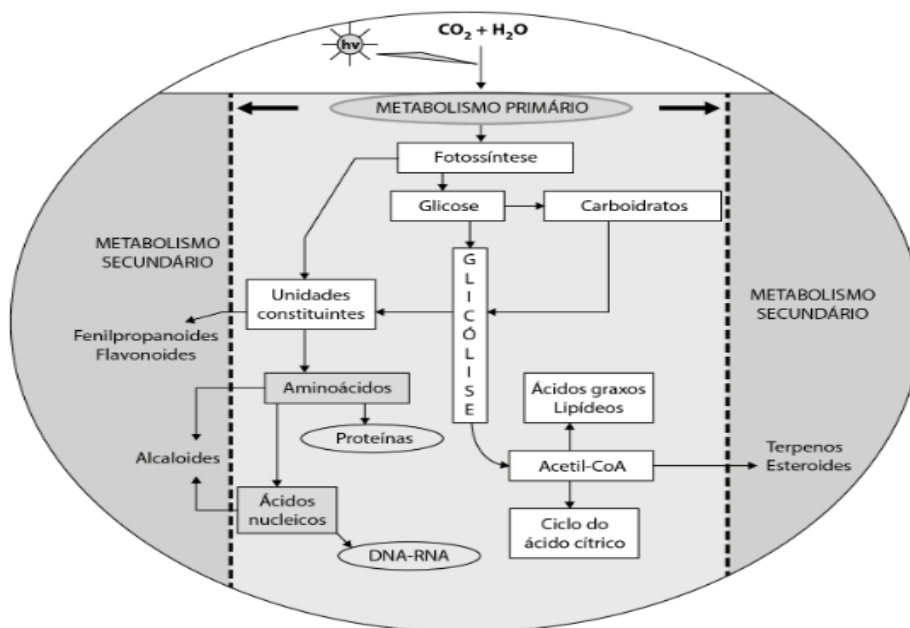 CO₂ + H₂O
hv
METABOLISMO PRIMÁRIO
Fotossíntese
Glicose
Carboidratos
METABOLISMO
SECUNDÁRIO
GLICÓLISE
METABOLISMO
SECUNDÁRIO
Unidades
constituintes
Fenilpropanoides
Flavonoides
Aminoácidos
Ácidos graxos
Lipídeos
Proteínas
Alcaloides
Acetil-CoA
Terpenos
Esteroides
Ácidos
nucleicos
Ciclo do
ácido cítrico
DNA-RNA